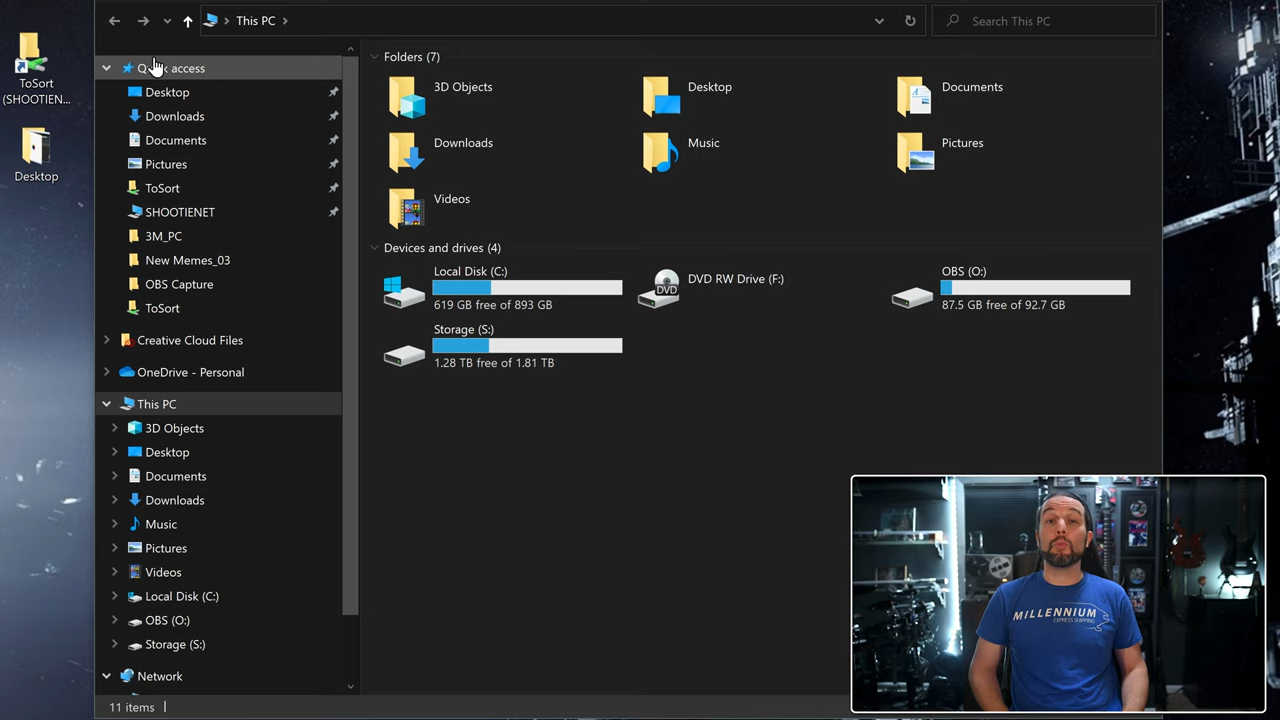 This PC
Search This PC
ToSort
(SHOOTIEN...
Desktop
Quick access
Desktop
Downloads
Documents
Pictures
ToSort
SHOOTIENET
3M_PC
New Memes_03
OBS Capture
ToSort
Creative Cloud Files
OneDrive - Personal
This PC
3D Objects
Desktop
Documents
Downloads
Music
Pictures
Videos
Local Disk (C:)
OBS (O:)
Storage (S:)
Network
11 items
Folders (7)
3D Objects
Desktop
Documents
Downloads
Music
Pictures
Videos
Devices and drives (4)
Local Disk (C:)
619 GB free of 893 GB
DVD RW Drive (F:)
DVD
OBS (O:)
87.5 GB free of 92.7 GB
Storage (S:)
1.28 TB free of 1.81 TB
MILLENNIUM
EXPRESS SHIPPING